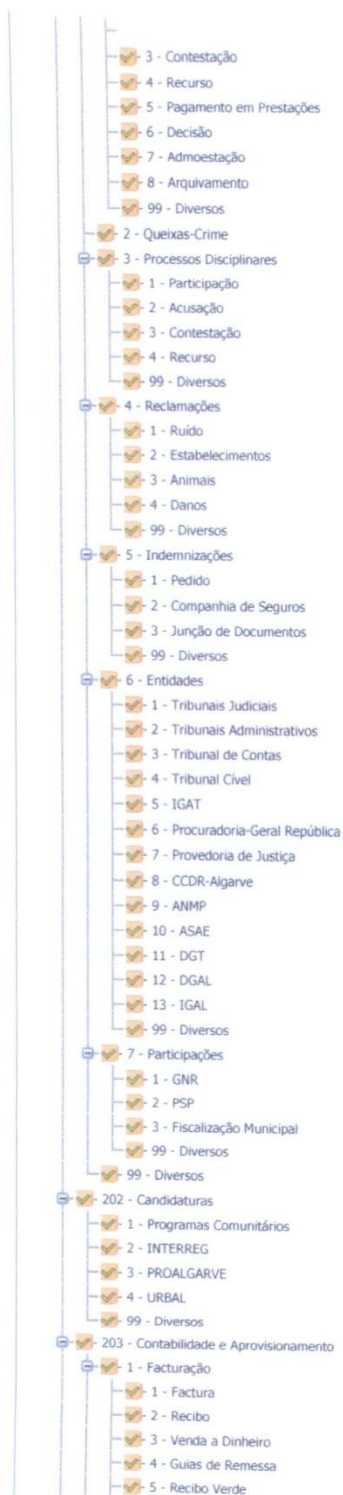 3 - Contestação
4 - Recurso
5 - Pagamento em Prestações
6 - Decisão
7 - Admoestação
8 - Arquivamento
99 - Diversos
2 - Queixas-Crime
3 - Processos Disciplinares
1 - Participação
2 - Acusação
3 - Contestação
4 - Recurso
99 - Diversos
4 - Reclamações
1 - Ruído
2 - Estabelecimentos
3 - Animais
4 - Danos
99 - Diversos
5 - Indemnizações
1 - Pedido
2 - Companhia de Seguros
3 - Junção de Documentos
99 - Diversos
6 - Entidades
1 - Tribunais Judiciais
2 - Tribunais Administrativos
3 - Tribunal de Contas
4 - Tribunal Cível
5 - IGAT
6 - Procuradoria-Geral República
7 - Provedoria de Justiça
8 - CCDR-Algarve
9 - ANMP
10 - ASAE
11 - DGT
12 - DGAL
13 - IGAL
99 - Diversos
7 - Participações
1 - GNR
2 - PSP
3 - Fiscalização Municipal
99 - Diversos
99 - Diversos
202 - Candidaturas
1 - Programas Comunitários
2 - INTERREG
3 - PROALGARVE
4 - URBAL
99 - Diversos
203 - Contabilidade e Aprovisionamento
1 - Facturação
1 - Factura
2 - Recibo
3 - Venda a Dinheiro
4 - Guias de Remessa
5 - Recibo Verde